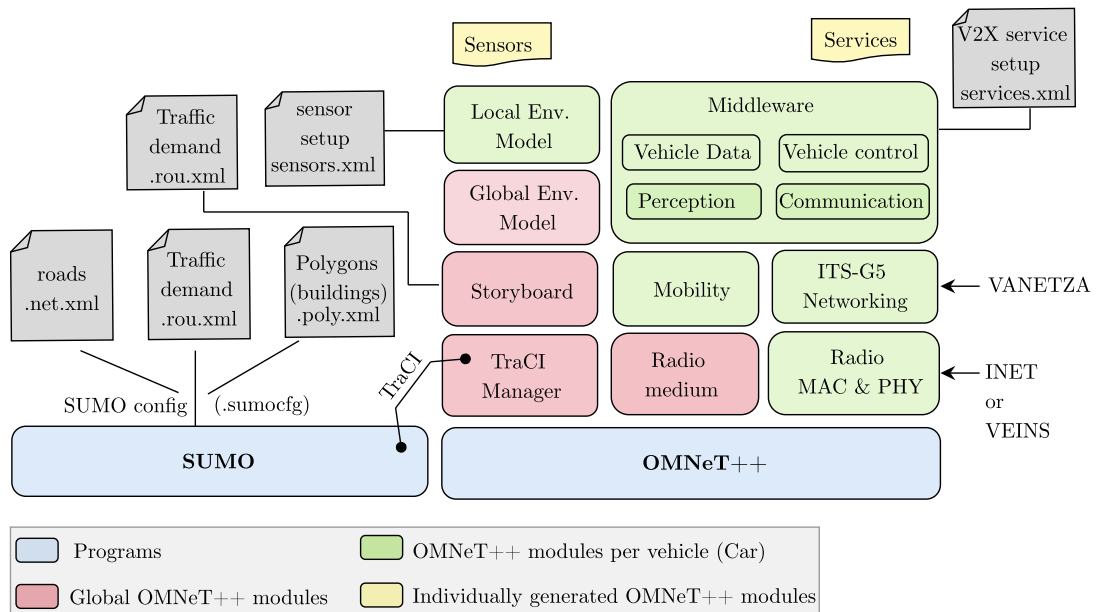 Sensors
Services
V2X service
setup
services.xml
Traffic
demand
.rou.xml
sensor
setup
sensors.xml
Local Env.
Model
Middleware
Vehicle Data
Vehicle control
Perception
Communication
Global Env.
Model
roads
.net.xml
Traffic
demand
.rou.xml
Polygons
(buildings)
.poly.xml
Storyboard
Mobility
ITS-G5
Networking
VANETZA
TraCI
TraCI
Manager
Radio
medium
Radio
MAC & PHY
INET
or
VEINS
SUMO config
(.sumocfg)
SUMO
OMNeT++
Programs
OMNeT++ modules per vehicle (Car)
Global OMNeT++ modules
Individually generated OMNeT++ modules